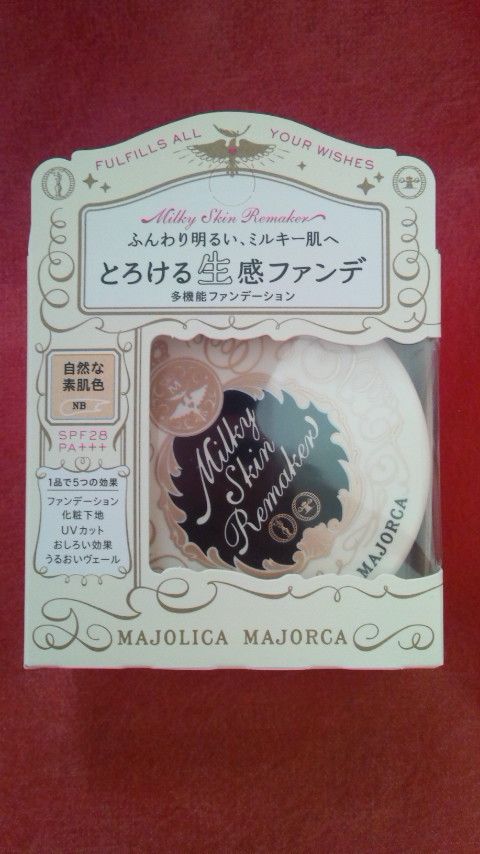 FULFILLS ALL YOUR WISHES
Milky Skin Remaker
ふんわり明るい、ミルキー肌へ
とろける生感ファンデ
多機能ファンデーション
自然な
素肌色
NB
SPF28
PA+++
1品で5つの効果
ファンデーション
化粧下地
UVカット
おしろい効果
うるおいヴェール
Milky
Skin
Remaker
MAJORCA
MAJOLICA MAJORCA